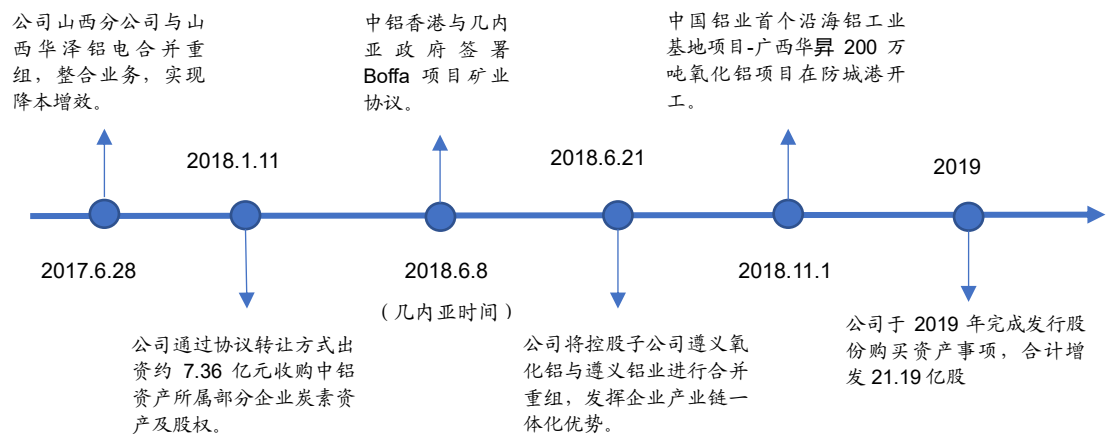 公司山西分公司与山
西华泽铝电合并重
组，整合业务，实现
降本增效。
中铝香港与几内
亚政府签署
Boffa 项目矿业
协议。
中国铝业首个沿海铝工业
基地项目-广西华昇 200 万
吨氧化铝项目在防城港开
工。
2018.1.11
2018.6.21
2019
2017.6.28
2018.6.8
（几内亚时间）
2018.11.1
公司通过协议转让方式出
资约 7.36 亿元收购中铝
资产所属部分企业炭素资
产及股权。
公司将控股子公司遵义氧
化铝与遵义铝业进行合并
重组，发挥企业产业链一
体化优势。
公司于 2019 年完成发行股
份购买资产事项，合计增
发 21.19 亿股